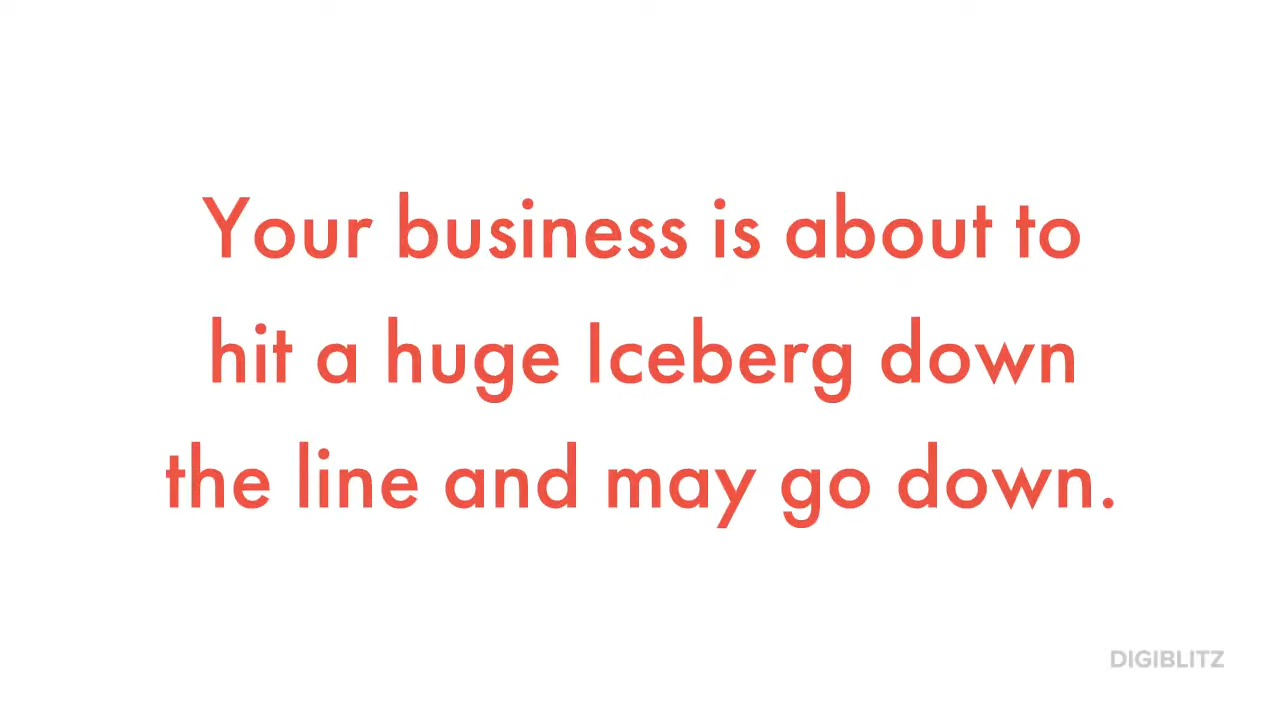 Your business is about to
hit a huge Iceberg down
the line and may go down.
DIGIBLITZ